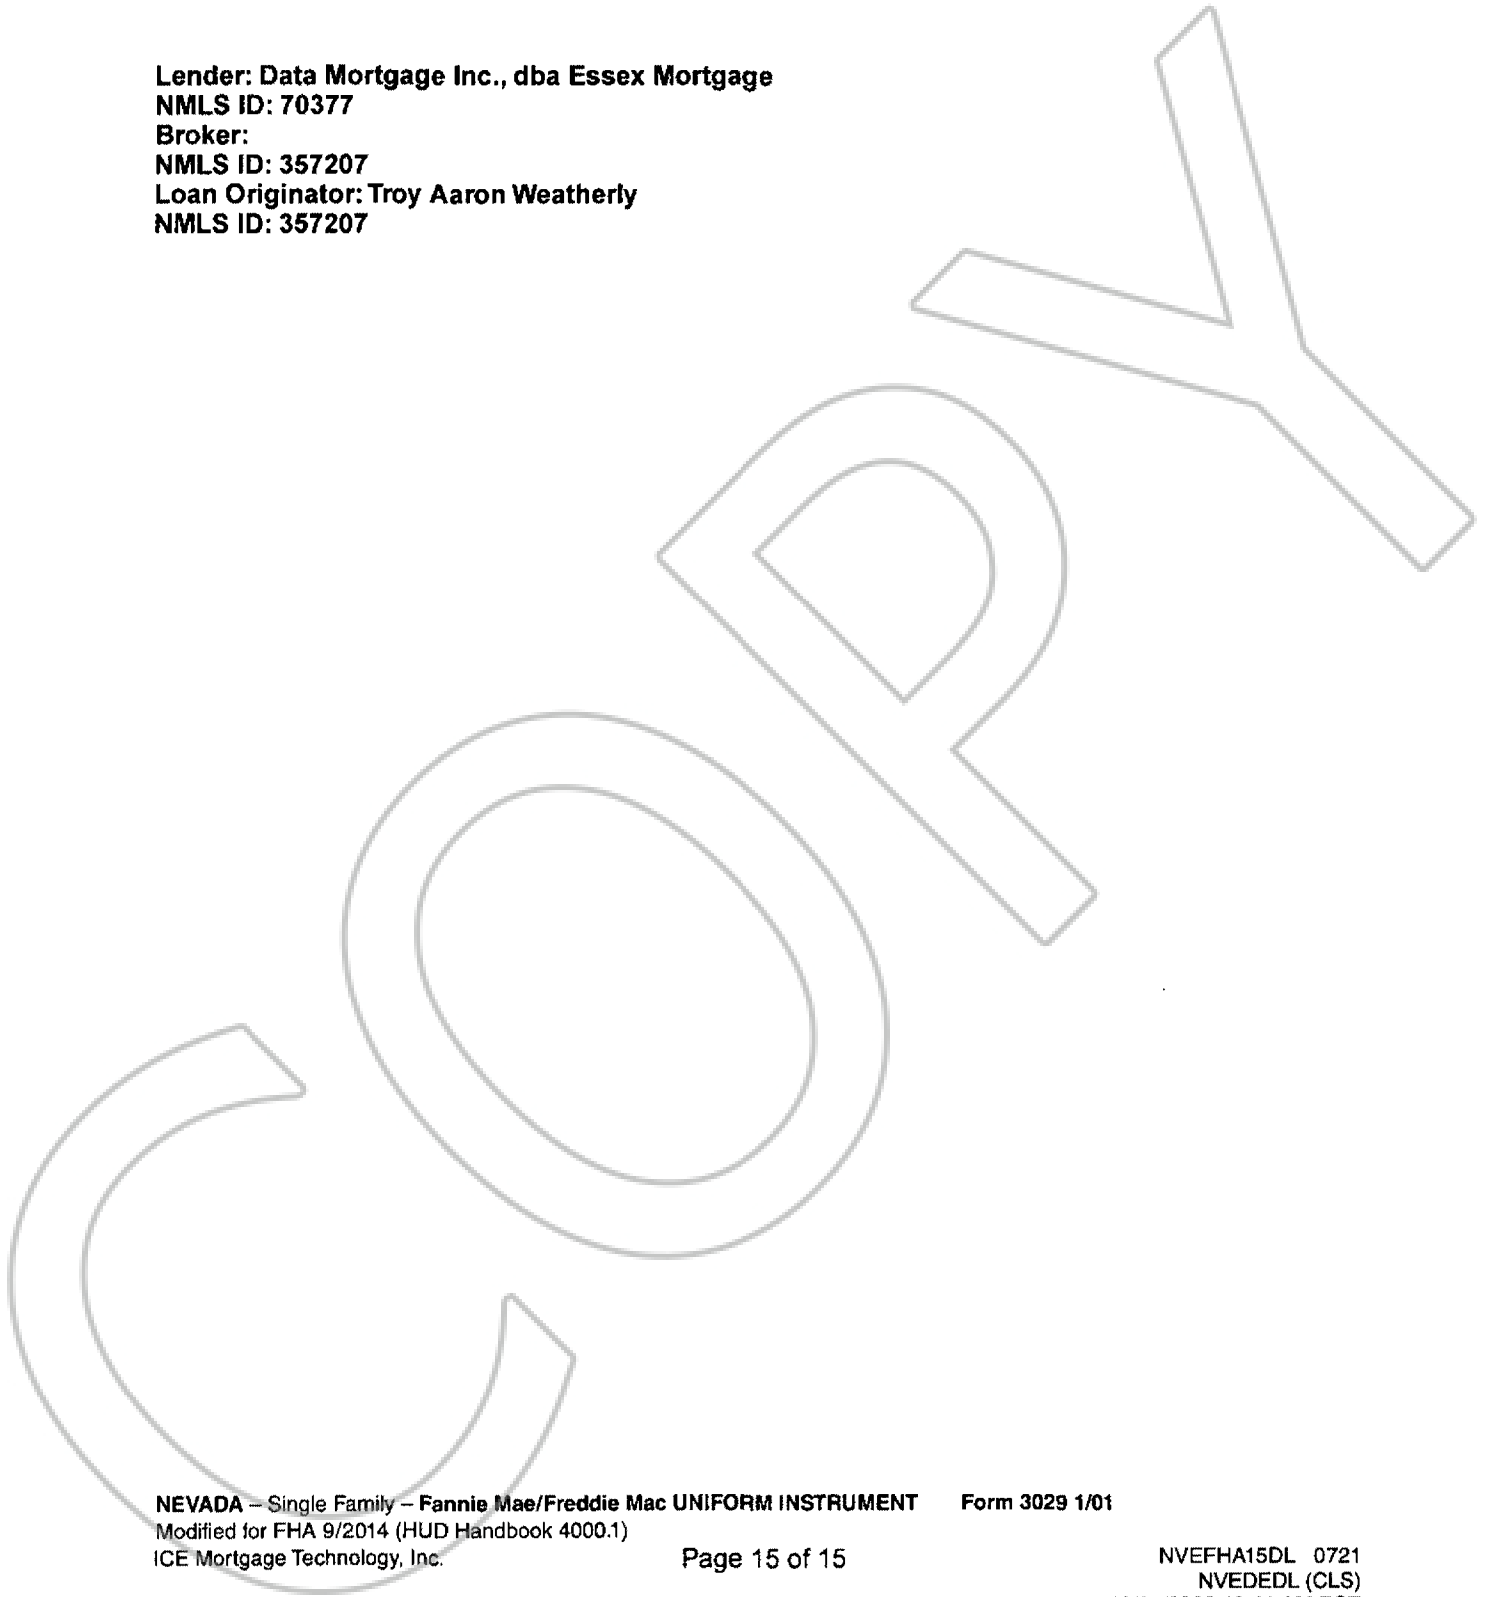 Lender: Data Mortgage Inc., dba Essex Mortgage
NMLS ID: 70377
Broker:
NMLS ID: 357207
Loan Originator: Troy Aaron Weatherly
NMLS ID: 357207
COPY
NEVADA – Single Family – Fannie Mae/Freddie Mac UNIFORM INSTRUMENT Form 3029 1/01
Modified for FHA 9/2014 (HUD Handbook 4000.1)
ICE Mortgage Technology, Inc. Page 15 of 15 NVEFHA15DL 0721
NVEDEDL (CLS)